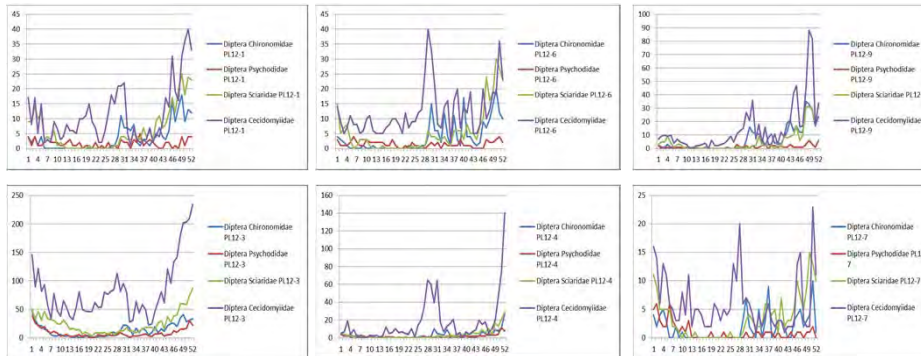 45
40
35
30
25
20
15
10
5
0
1 4 7 10 13 16 19 22 25 28 31 34 37 40 43 46 49 52
Diptera Chironomidae
PL12-1
Diptera Psychodidae
PL12-1
Diptera Sciaridae PL12-1
Diptera Cecidomyiidae
PL12-1
45
40
35
30
25
20
15
10
5
0
1 4 7 10 13 16 19 22 25 28 31 34 37 40 43 46 49 52
Diptera Chironomidae
PL12-6
Diptera Psychodidae
PL12-6
Diptera Sciaridae PL12-6
Diptera Cecidomyiidae
PL12-6
100
90
80
70
60
50
40
30
20
10
0
1 4 7 10 13 16 19 22 25 28 31 34 37 40 43 46 49 52
Diptera Chironomidae
PL12-9
Diptera Psychodidae
PL12-9
Diptera Sciaridae PL12
Diptera Cecidomyiidae
PL12-9
300
250
200
150
100
50
0
1 4 7 10 13 16 19 22 25 28 31 34 37 40 43 46 49 52
Diptera Chironomidae
PL12-3
Diptera Psychodidae
PL12-3
Diptera Sciaridae PL12-3
Diptera Cecidomyiidae
PL12-3
160
140
120
100
80
60
40
20
0
1 4 7 10 13 16 19 22 25 28 31 34 37 40 43 46 49 52
Diptera Chironomidae
PL12-4
Diptera Psychodidae
PL12-4
Diptera Sciaridae PL12-4
Diptera Cecidomyiidae
PL12-4
25
20
15
10
5
0
1 4 7 10 13 16 19 22 25 28 31 34 37 40 43 46 49 52
Diptera Chironomidae
PL12-7
Diptera Psychodidae PL1
7
Diptera Sciaridae PL12-7
Diptera Cecidomyiidae
PL12-7